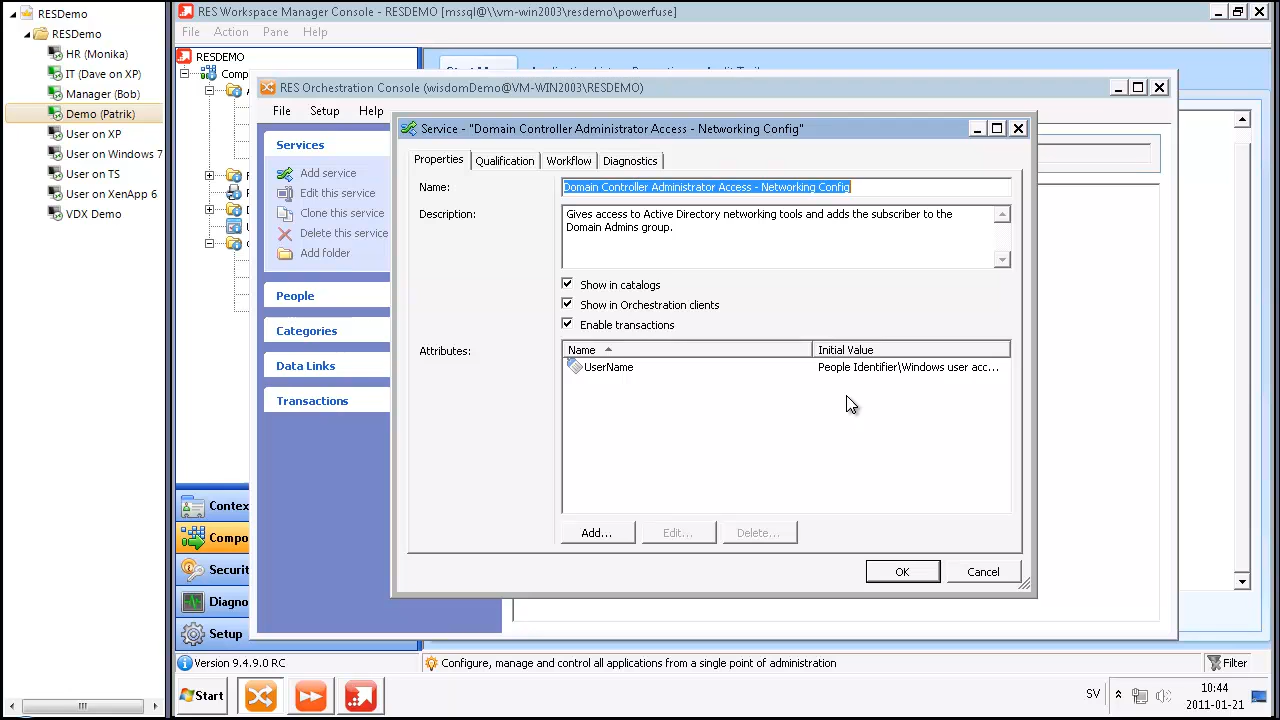 RESDemo
RESDemo
HR (Monika)
IT (Dave on XP)
Manager (Bob)
Demo (Patrik)
User on XP
User on Windows 7
User on TS
User on XenApp 6
VDX Demo
RES Workspace Manager Console - RESDEMO [mssql@\\vm-win2003\resdemo\powerfuse]
File Action Pane Help
RESDEMO
Comp
RES Orchestration Console
File Setup Help
Services
Add service
Edit this service
Clone this service
Delete this service
Add folder
People
Categories
Data Links
Transactions
Service - "Domain Controller Administrator Access - Networking Config"
Properties Qualification Workflow Diagnostics
Name: Domain Controller Administrator Access - Networking Config
Description: Gives access to Active Directory networking tools and adds the subscriber to the
Domain Admins group.
Show in catalogs
Show in Orchestration clients
Enable transactions
Attributes: Name Initial Value
UserName People Identifier\Windows user acc...
Add... Edit... Delete...
OK Cancel
Contex
Compo
Securit
Diagno
Setup
Version 9.4.9.0 RC
Configure, manage and control all applications from a single point of administration
Filter
Start
SV
10:44
2011-01-21